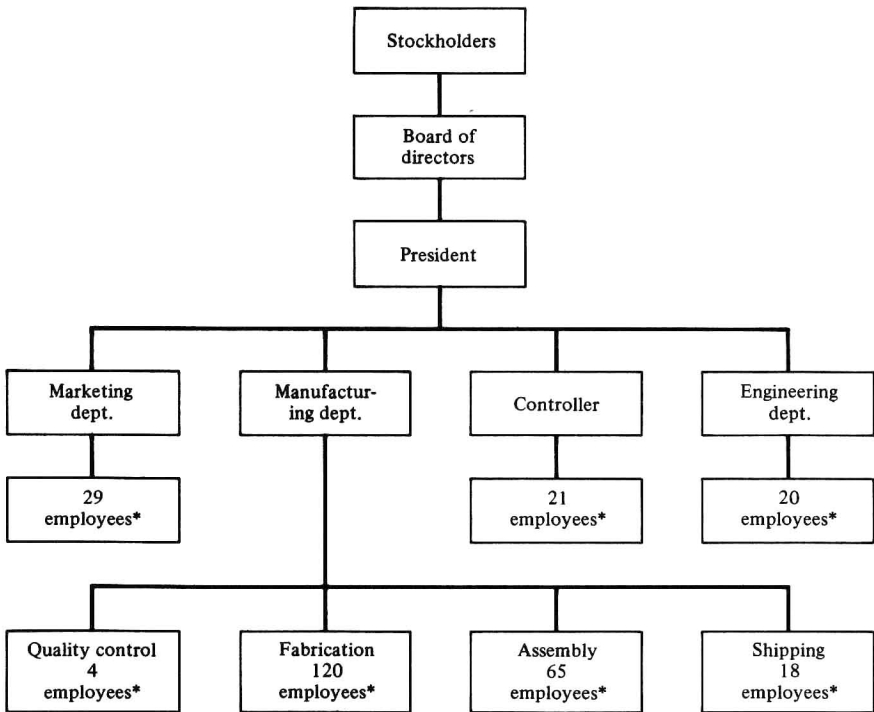 Stockholders
Board of
directors
President
Marketing
dept.
Manufactur-
ing dept.
Controller
Engineering
dept.
29
employees*
21
employees*
20
employees*
Quality control
4
employees*
Fabrication
120
employees*
Assembly
65
employees*
Shipping
18
employees*